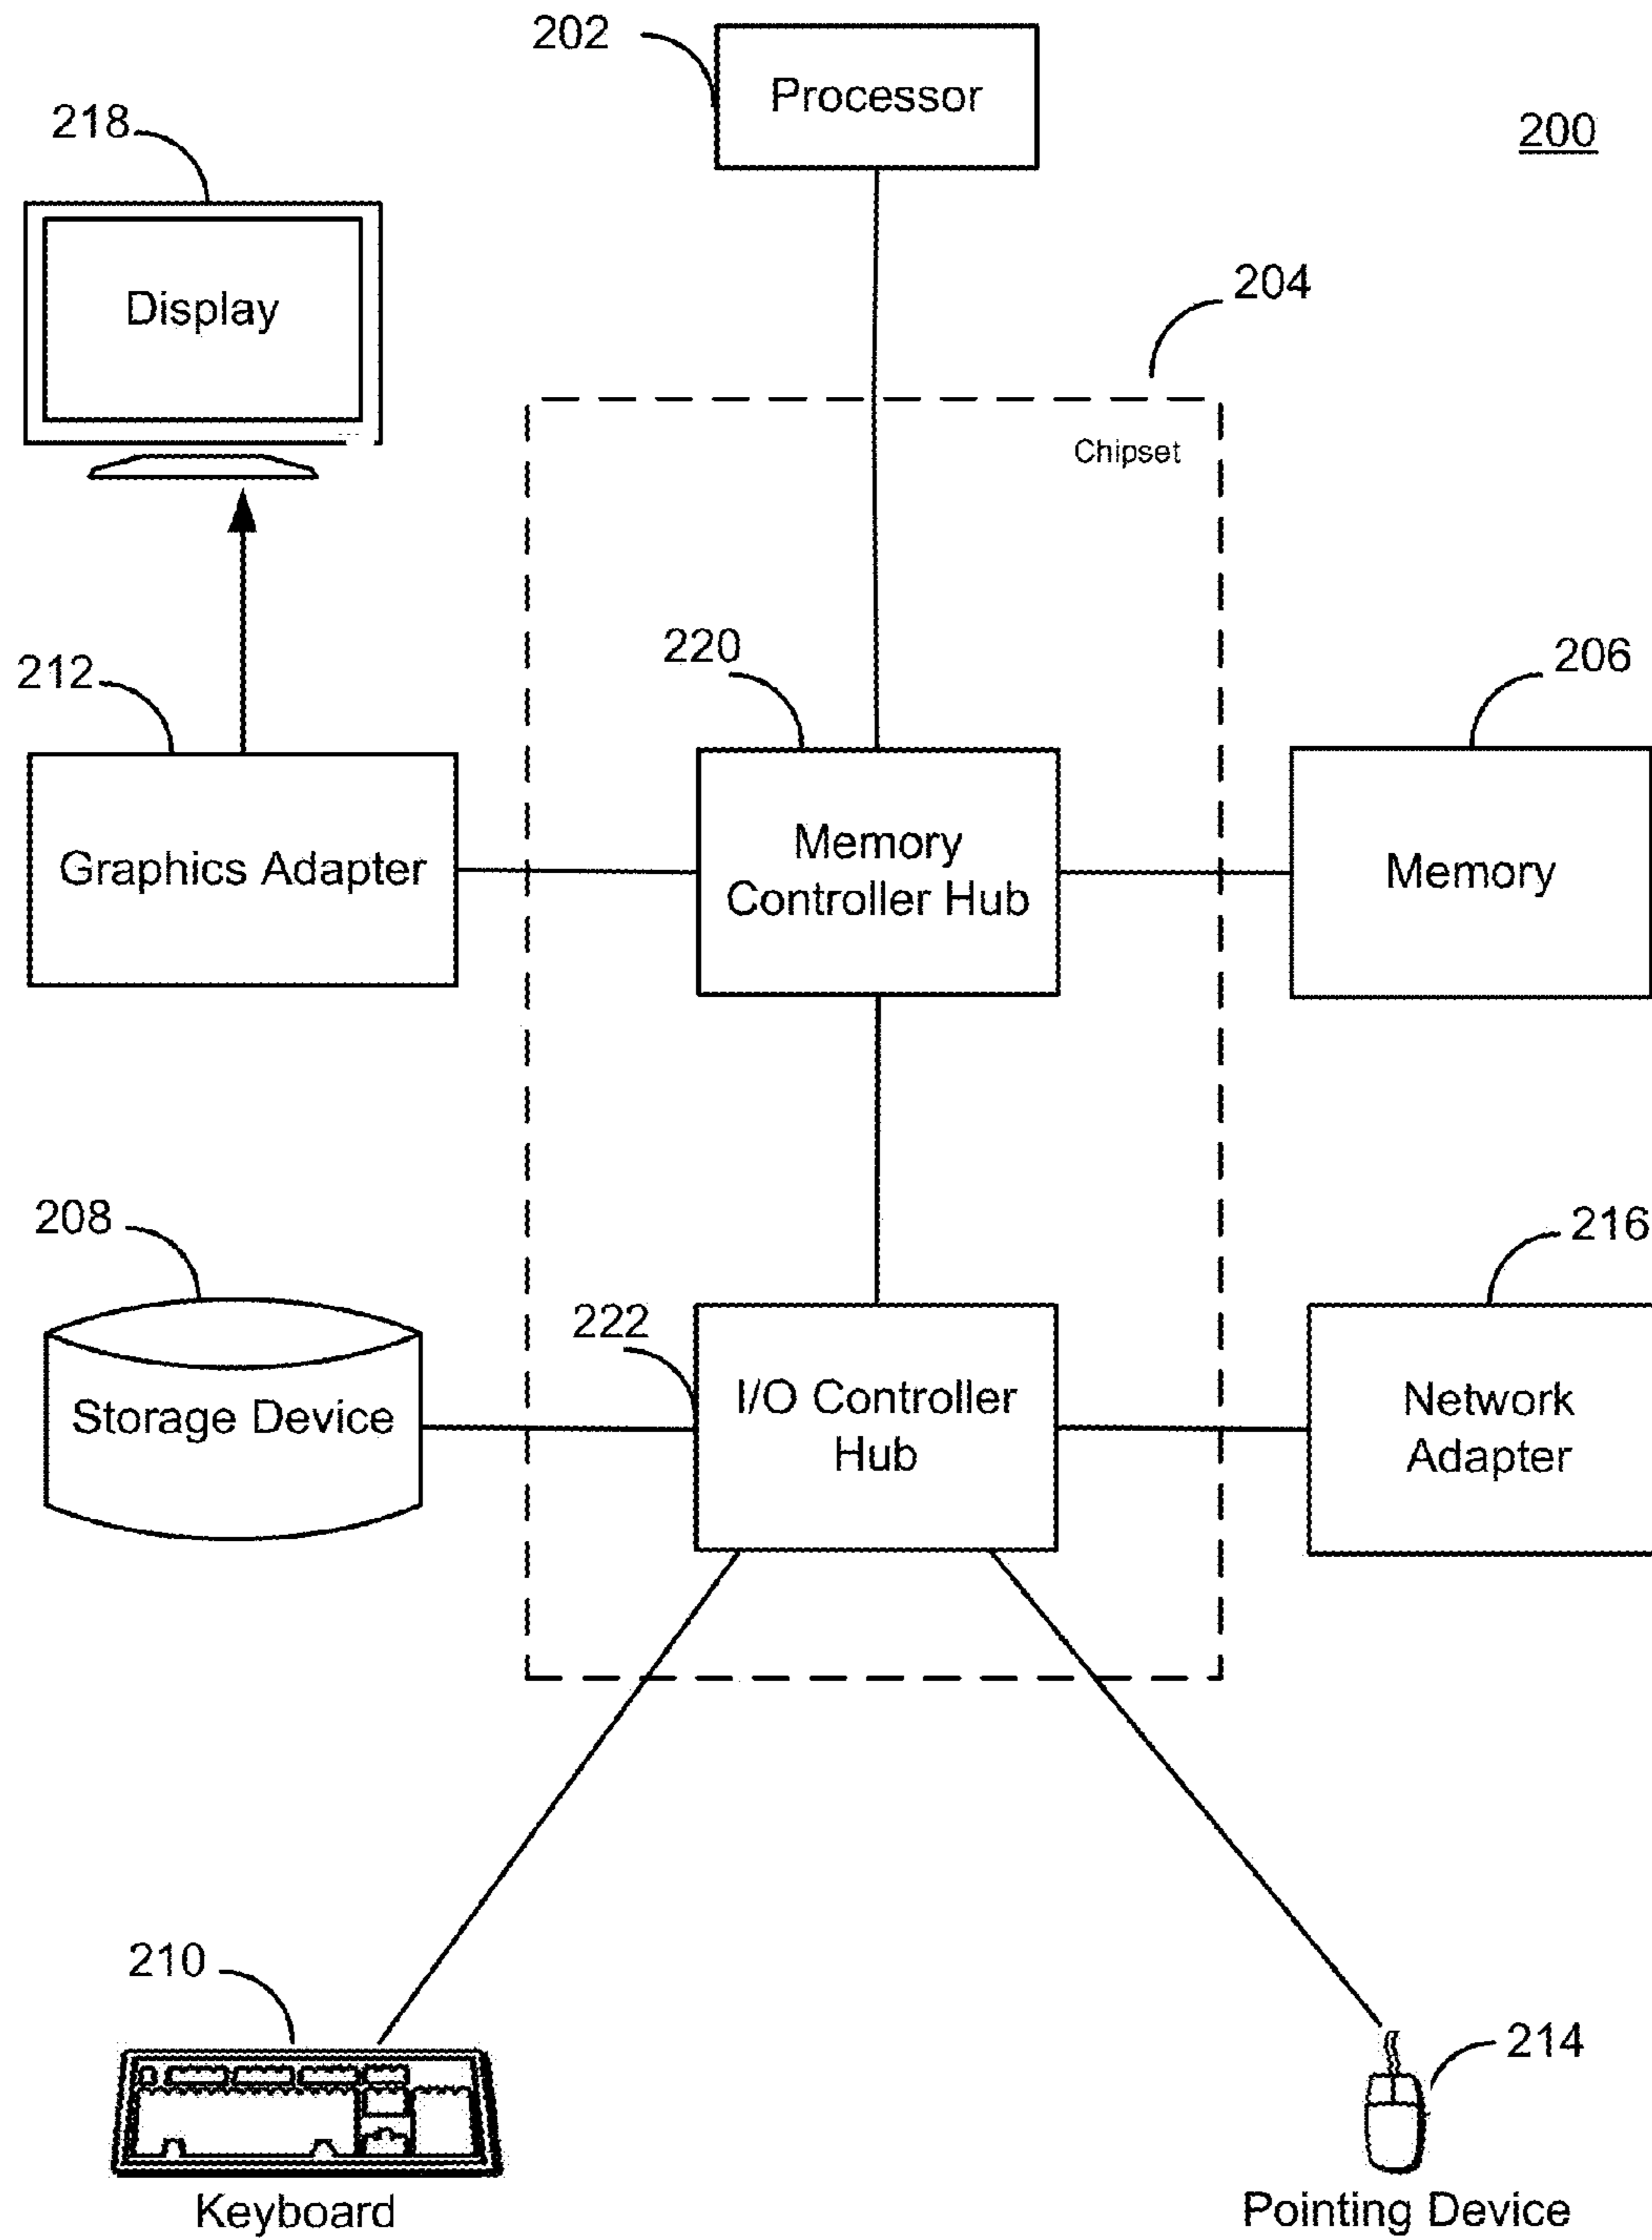 202
Processor
200
218
Display
204
Chipset
220
206
212
Memory
Controller Hub
Graphics Adapter
Memory
208
216
222
I/O Controller
Hub
Storage Device
Network
Adapter
210
214
Keyboard
Pointing Device